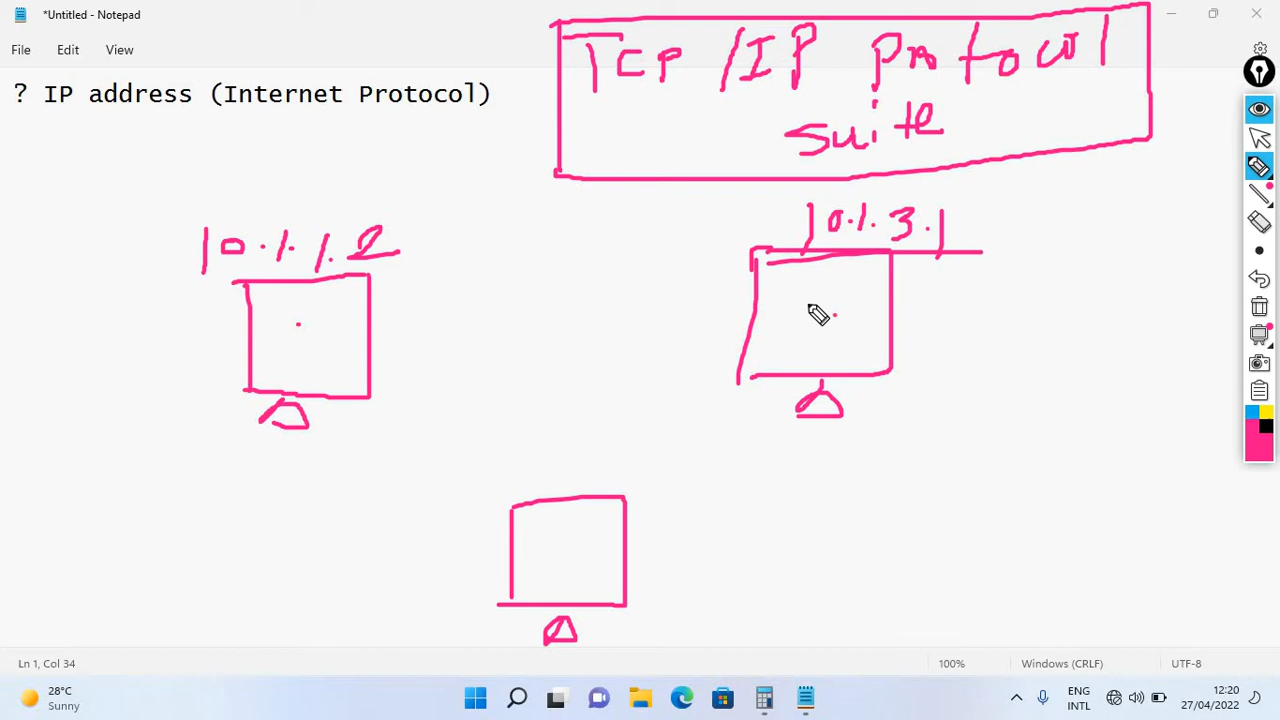 *Untitled - Notepad
File Edit View
TCP/IP Protocol
suite
? IP address (Internet Protocol)
10.1.1.2
10.1.3.1
Ln 1, Col 34
100%
Windows (CRLF)
UTF-8
28°C
Sunny
ENG
INTL
12:20
27/04/2022